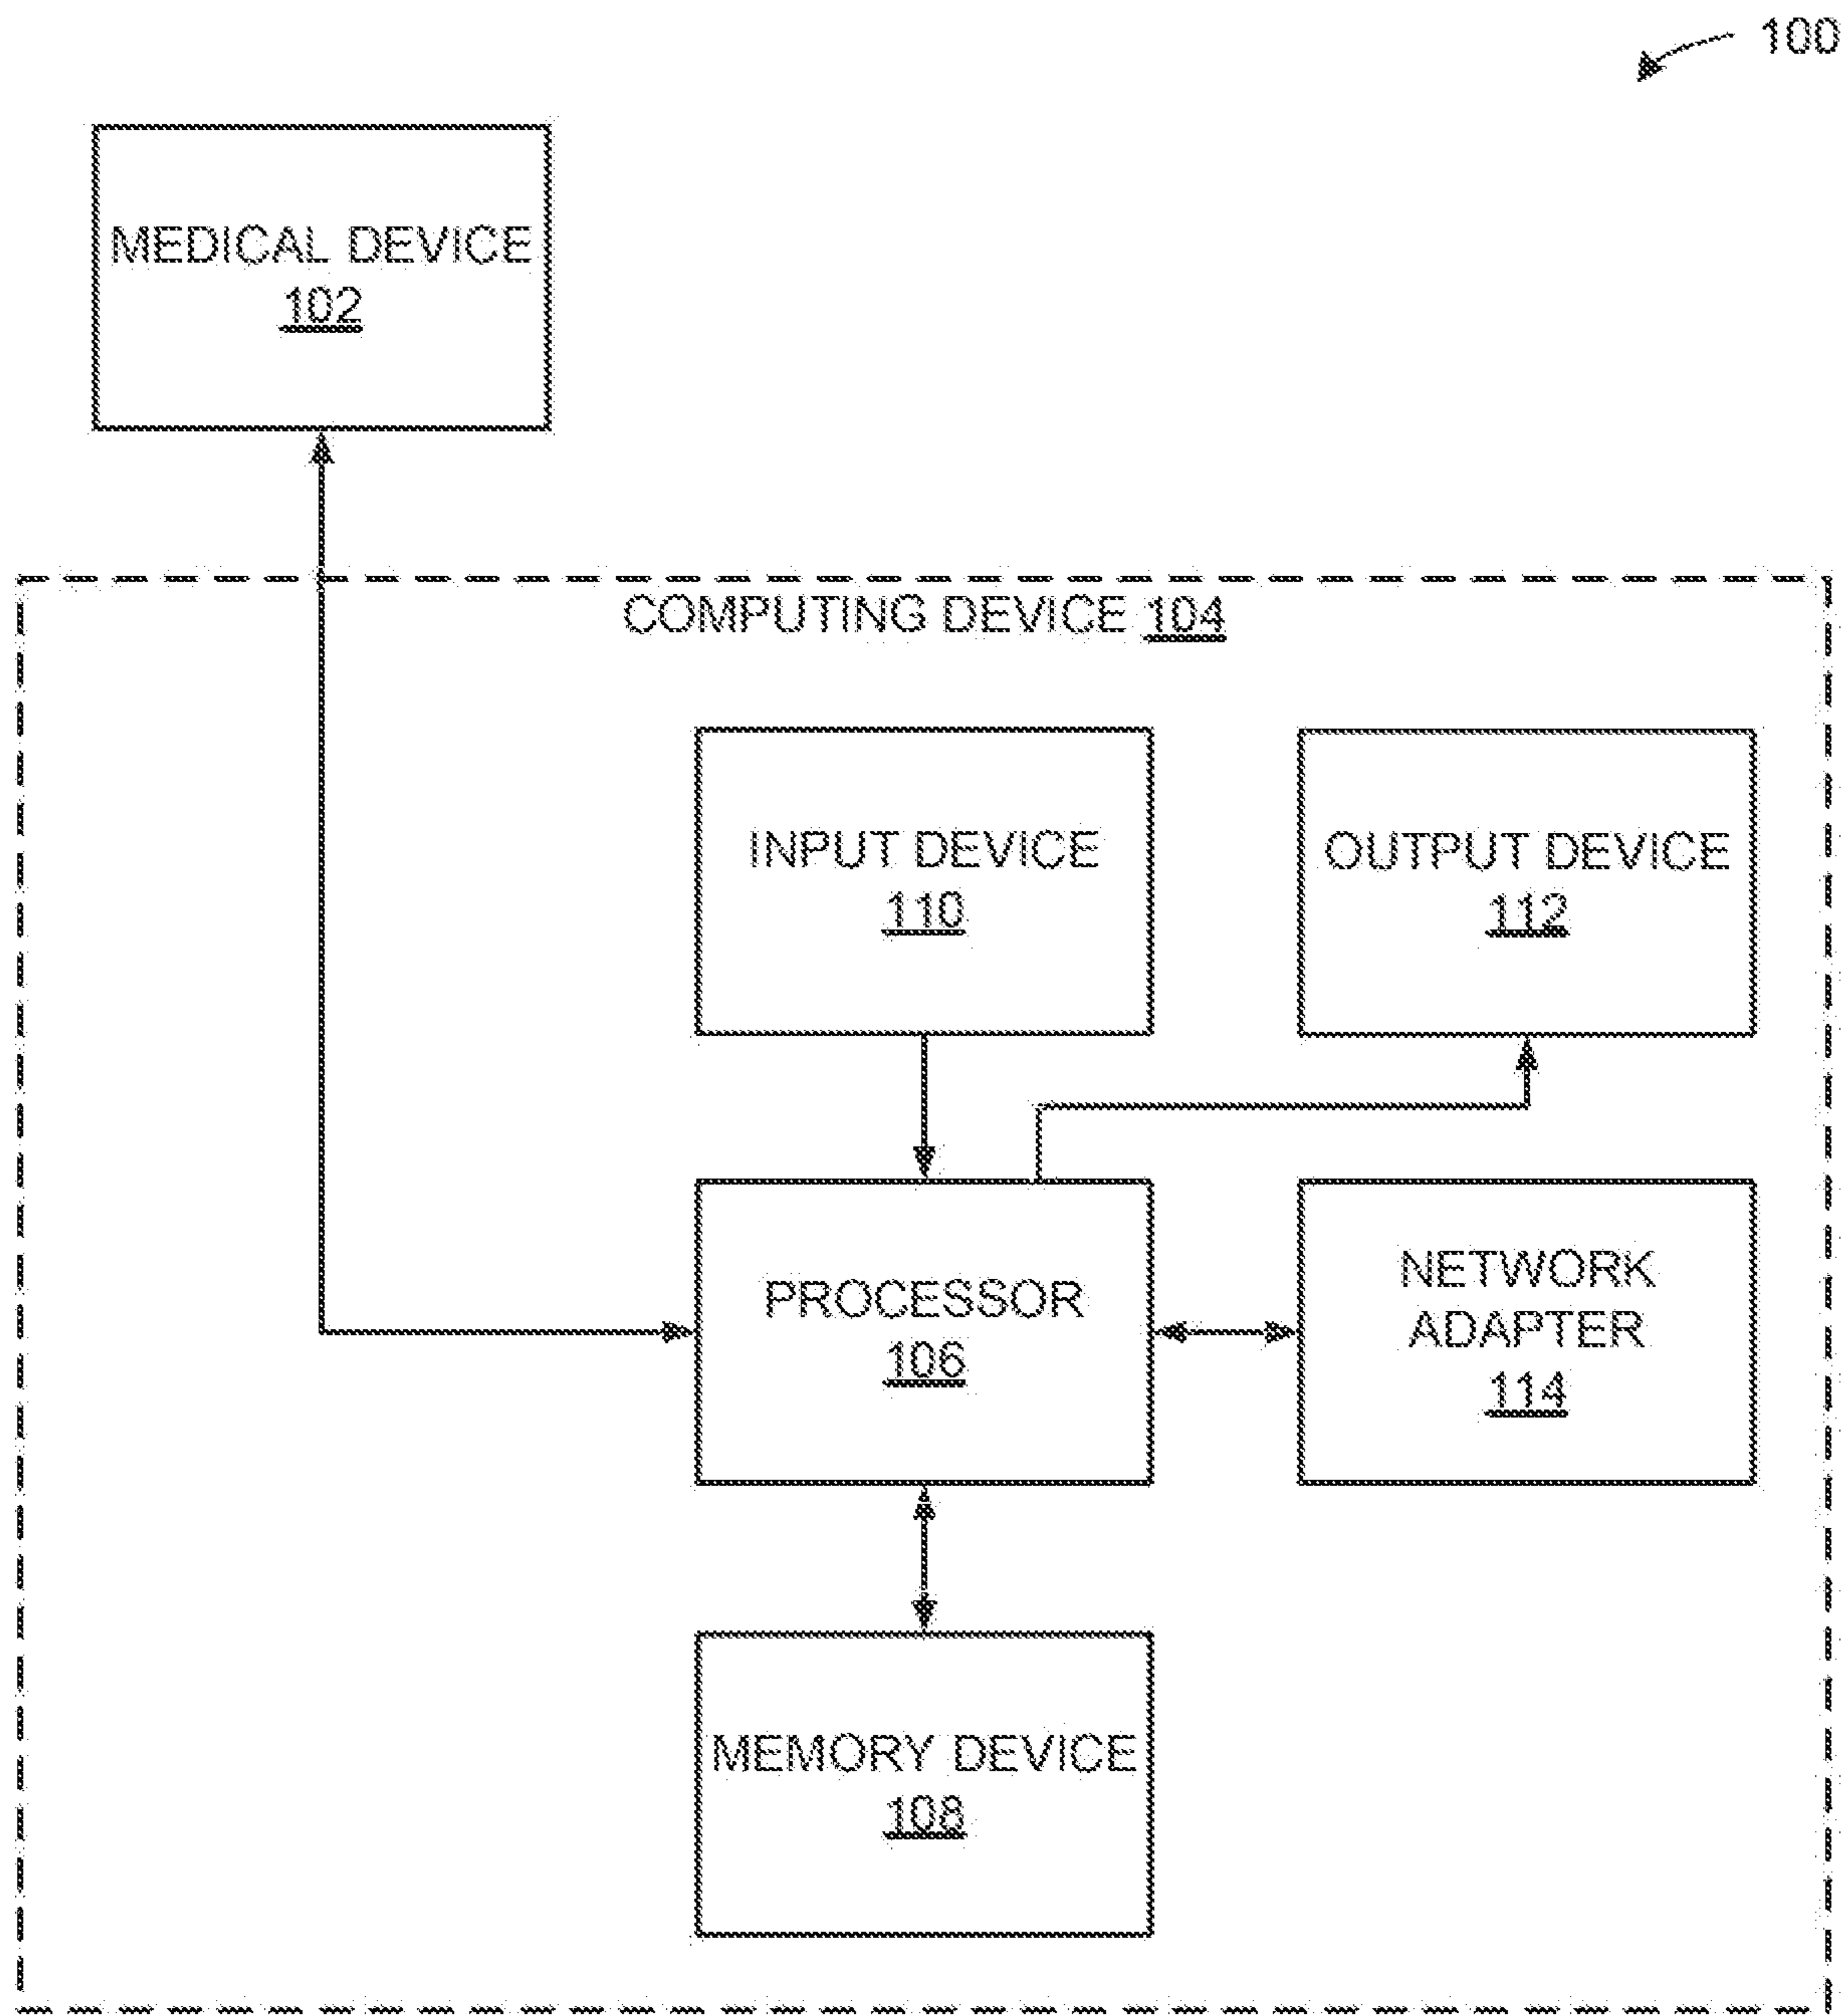 100
MEDICAL DEVICE
102
COMPUTING DEVICE 104
INPUT DEVICE
110
OUTPUT DEVICE
112
PROCESSOR
106
NETWORK
ADAPTER
114
MEMORY DEVICE
108